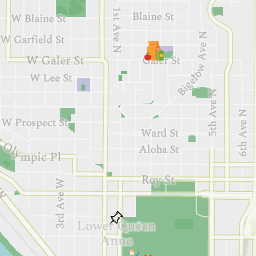 Blaine St
W Blaine St
W Garfield St
1st Ave N
W Galer St
Galer St
W Lee St
Bigelow Ave N
W Prospect St
5th Ave N
6th Ave N
Ward St
Aloha St
Olympic Pl
Roy St
3rd Ave W
Lower Queen
Anne